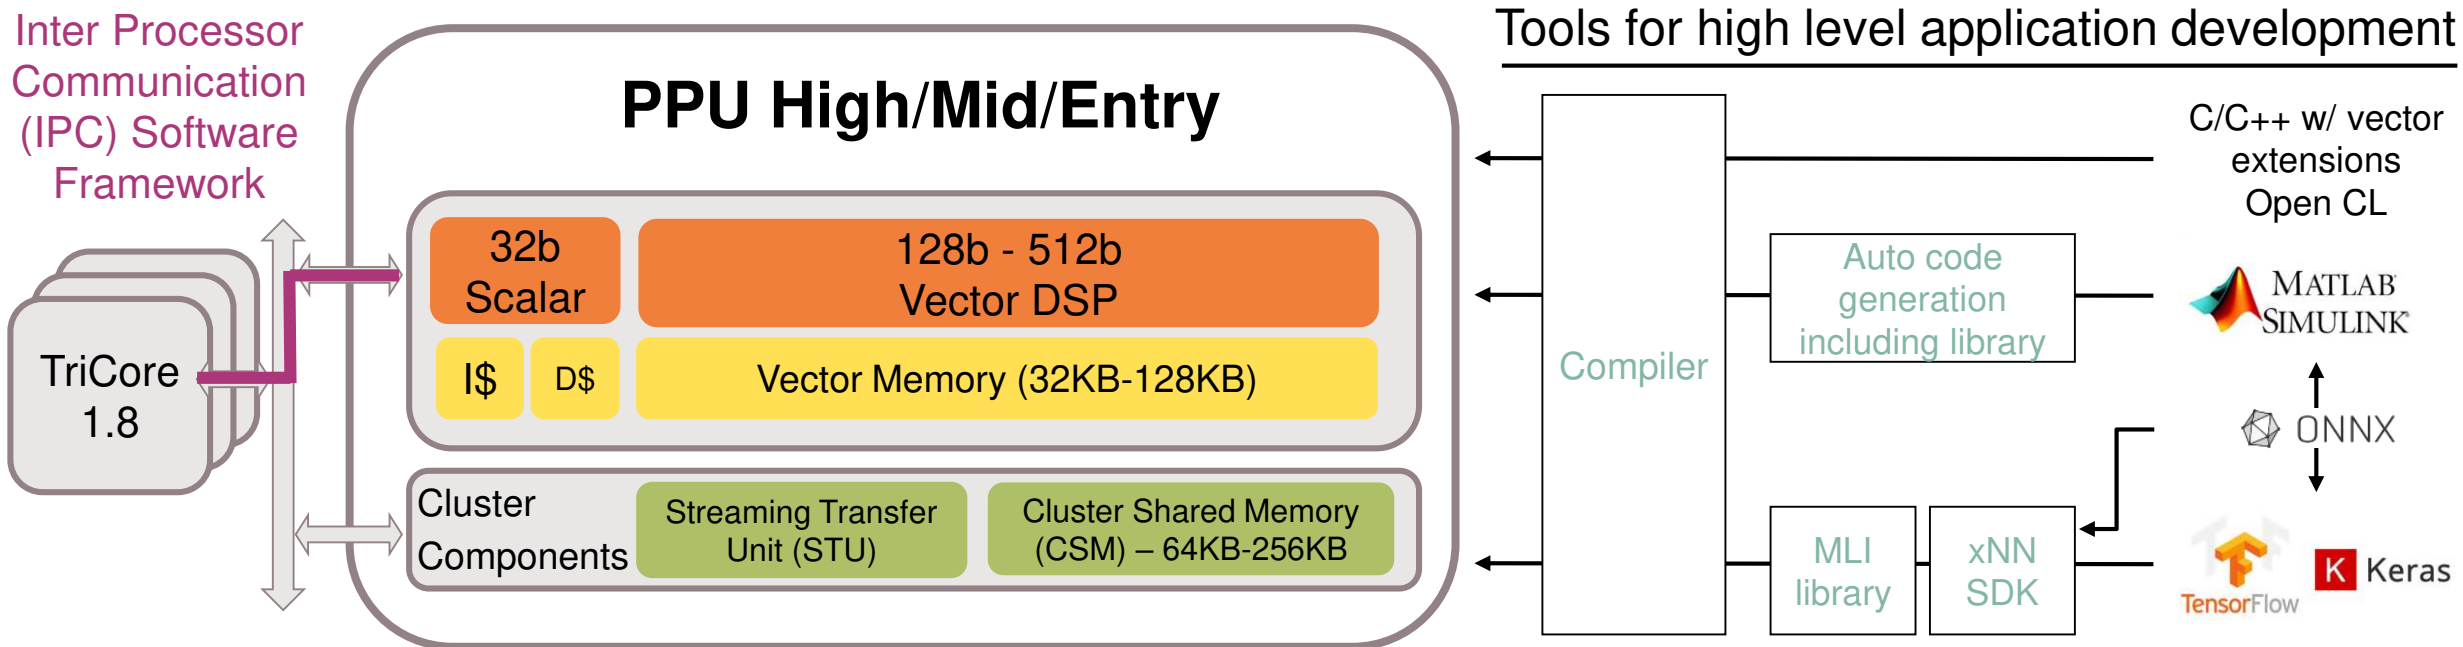 Inter Processor
Communication
(IPC) Software
Framework
TriCore
1.8
PPU High/Mid/Entry
32b
Scalar
128b - 512b
Vector DSP
I$
D$
Vector Memory (32KB-128KB)
Cluster
Components
Streaming Transfer
Unit (STU)
Cluster Shared Memory
(CSM) – 64KB-256KB
Tools for high level application development
Compiler
C/C++ w/ vector
extensions
Open CL
Auto code
generation
including library
MATLAB
SIMULINK®
ONNX
MLI
library
xNN
SDK
TensorFlow
K Keras